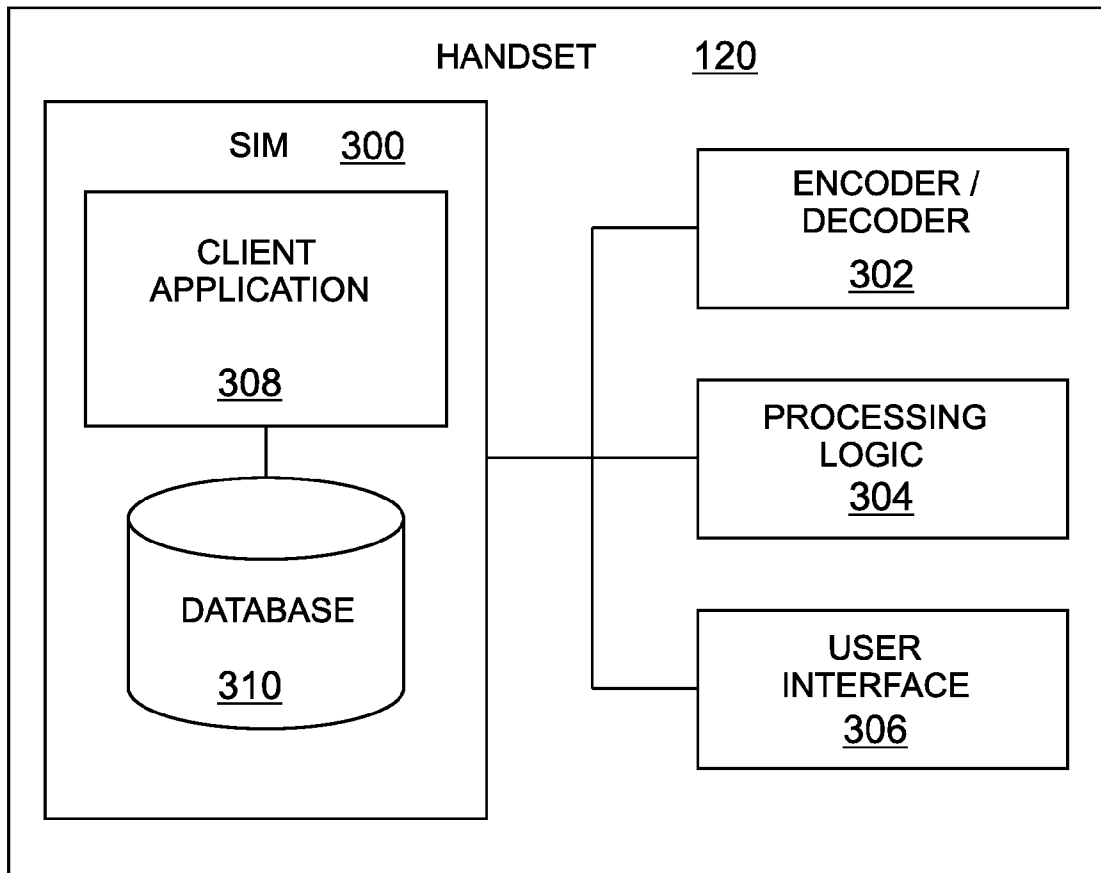 HANDSET 120
SIM 300
CLIENT
APPLICATION
308
DATABASE
310
ENCODER /
DECODER
302
PROCESSING
LOGIC
304
USER
INTERFACE
306